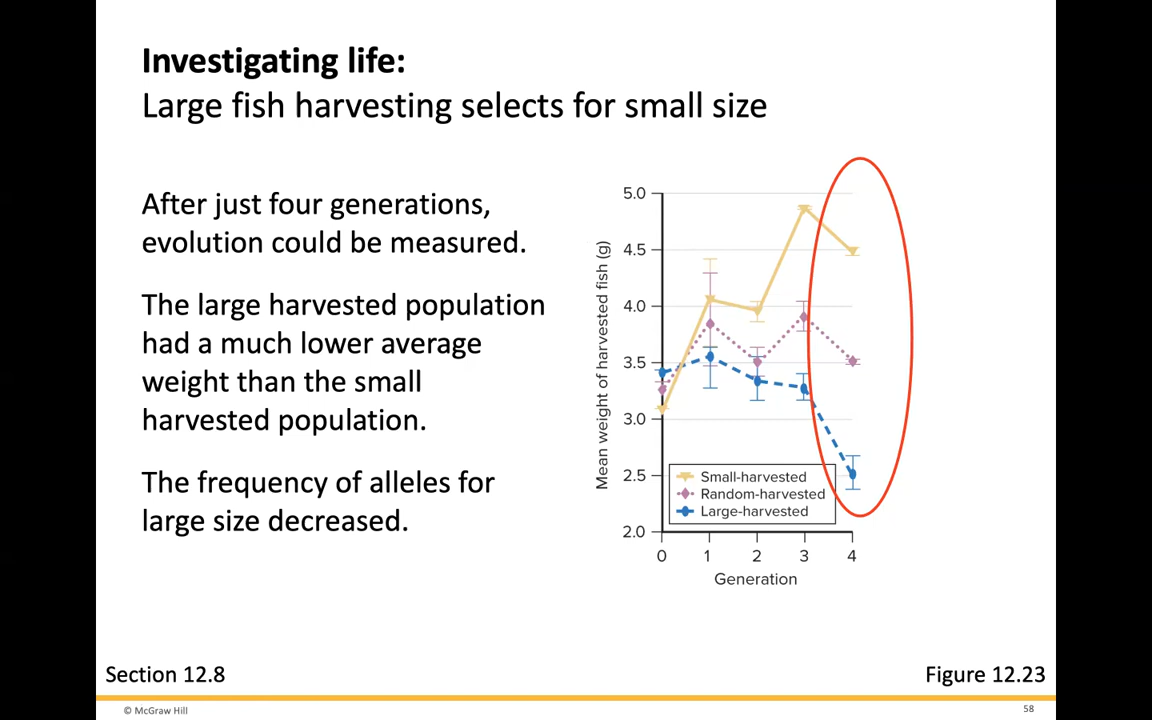 Investigating life:
Large fish harvesting selects for small size
After just four generations,
evolution could be measured.
The large harvested population
had a much lower average
weight than the small
harvested population.
The frequency of alleles for
large size decreased.
Mean weight of harvested fish (g)
5.0
4.5
4.0
3.5
3.0
2.5
2.0
Small-harvested
Random-harvested
Large-harvested
0 1 2 3 4
Generation
Section 12.8
Figure 12.23
© McGraw Hill
58